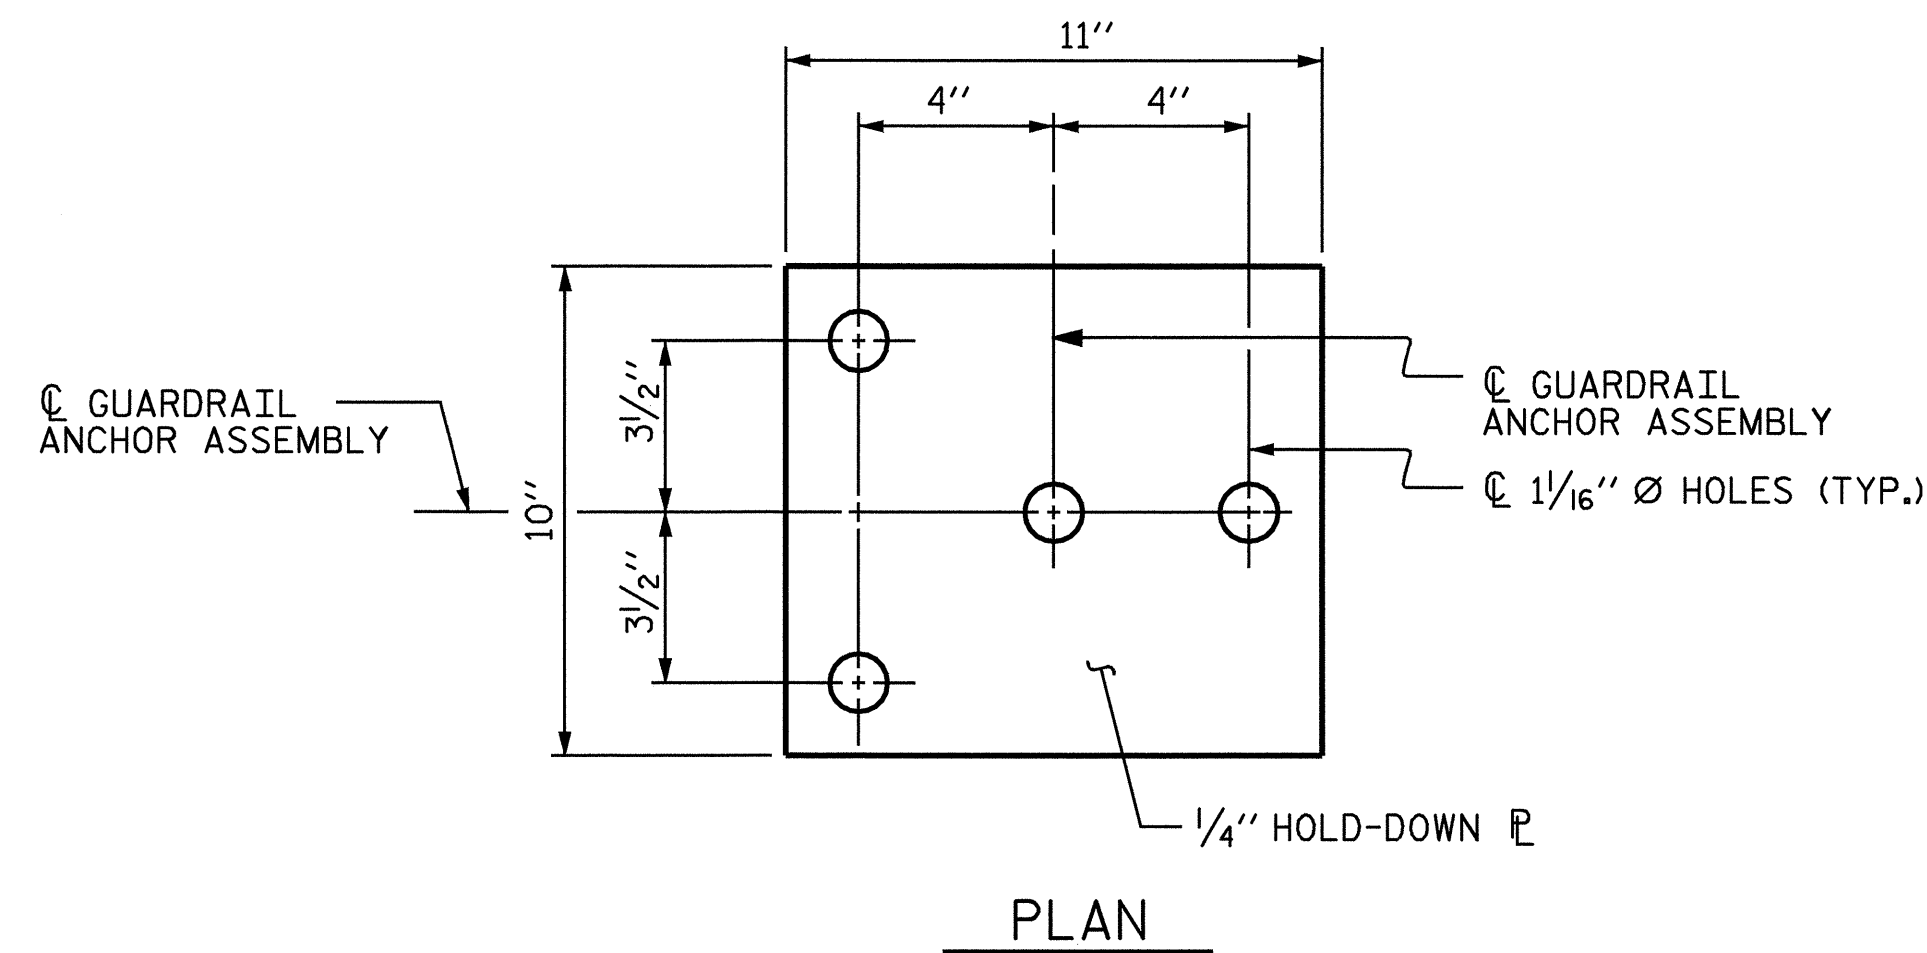 11"
4" 4"
℄ GUARDRAIL
ANCHOR ASSEMBLY
10"
3 1/2"
3 1/2"
℄ GUARDRAIL
ANCHOR ASSEMBLY
℄ 1 1/16" Ø HOLES (TYP.)
1/4" HOLD-DOWN ⅊
PLAN